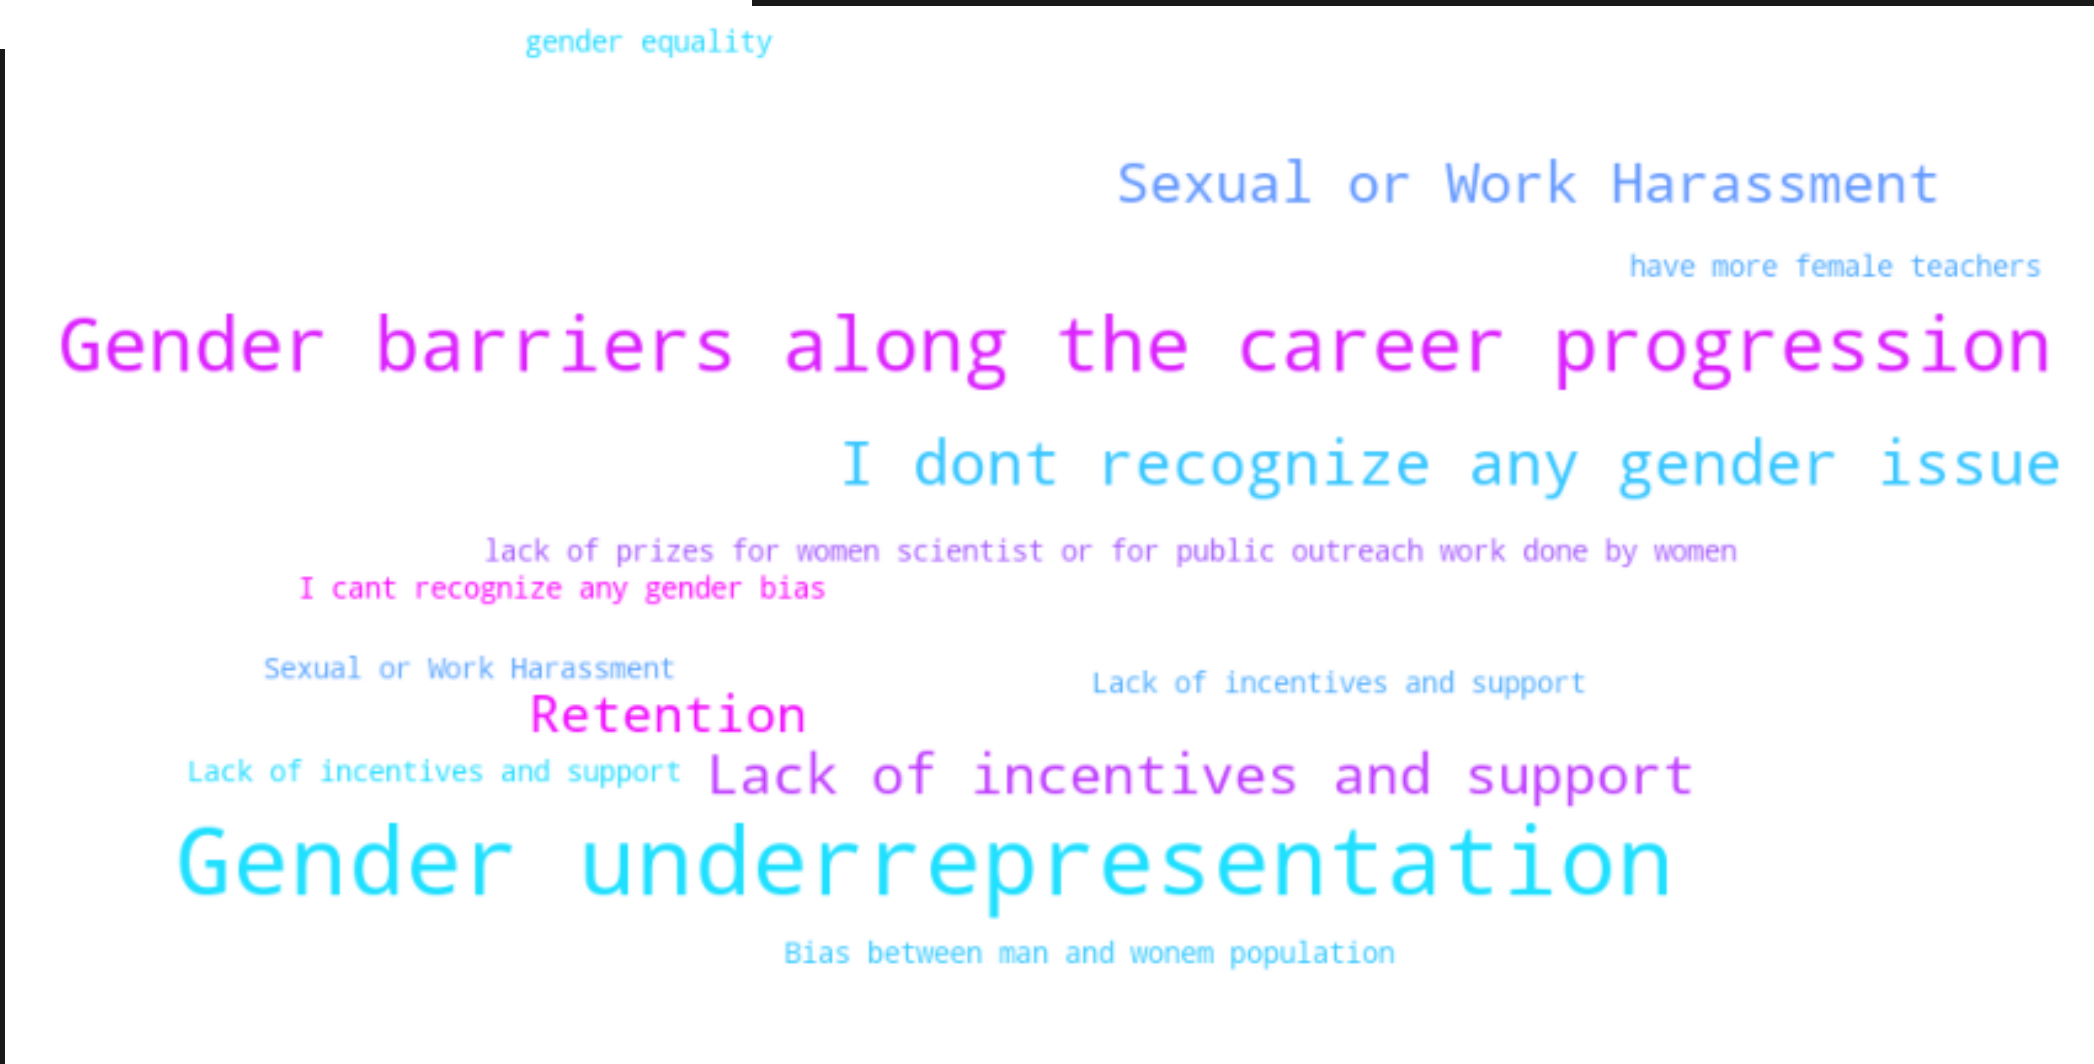 gender equality
Sexual or Work Harassment
have more female teachers
Gender barriers along the career progression
I dont recognize any gender issue
lack of prizes for women scientist or for public outreach work done by women
I cant recognize any gender bias
Sexual or Work Harassment
Lack of incentives and support
Retention
Lack of incentives and support
Lack of incentives and support
Gender underrepresentation
Bias between man and wonem population